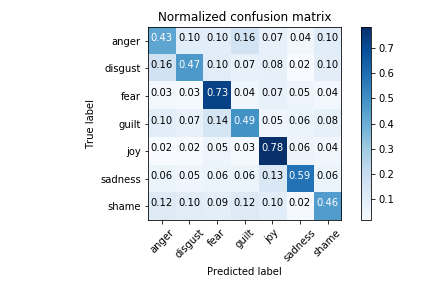 Normalized confusion matrix
True label
anger 0.43 0.10 0.10 0.16 0.07 0.04 0.10
disgust 0.16 0.47 0.10 0.07 0.08 0.02 0.10
fear 0.03 0.03 0.73 0.04 0.07 0.05 0.04
guilt 0.10 0.07 0.14 0.49 0.05 0.06 0.08
joy 0.02 0.02 0.05 0.03 0.78 0.06 0.04
sadness 0.06 0.05 0.06 0.06 0.13 0.59 0.06
shame 0.12 0.10 0.09 0.12 0.10 0.02 0.46
anger disgust fear guilt joy sadness shame
Predicted label
0.7
0.6
0.5
0.4
0.3
0.2
0.1